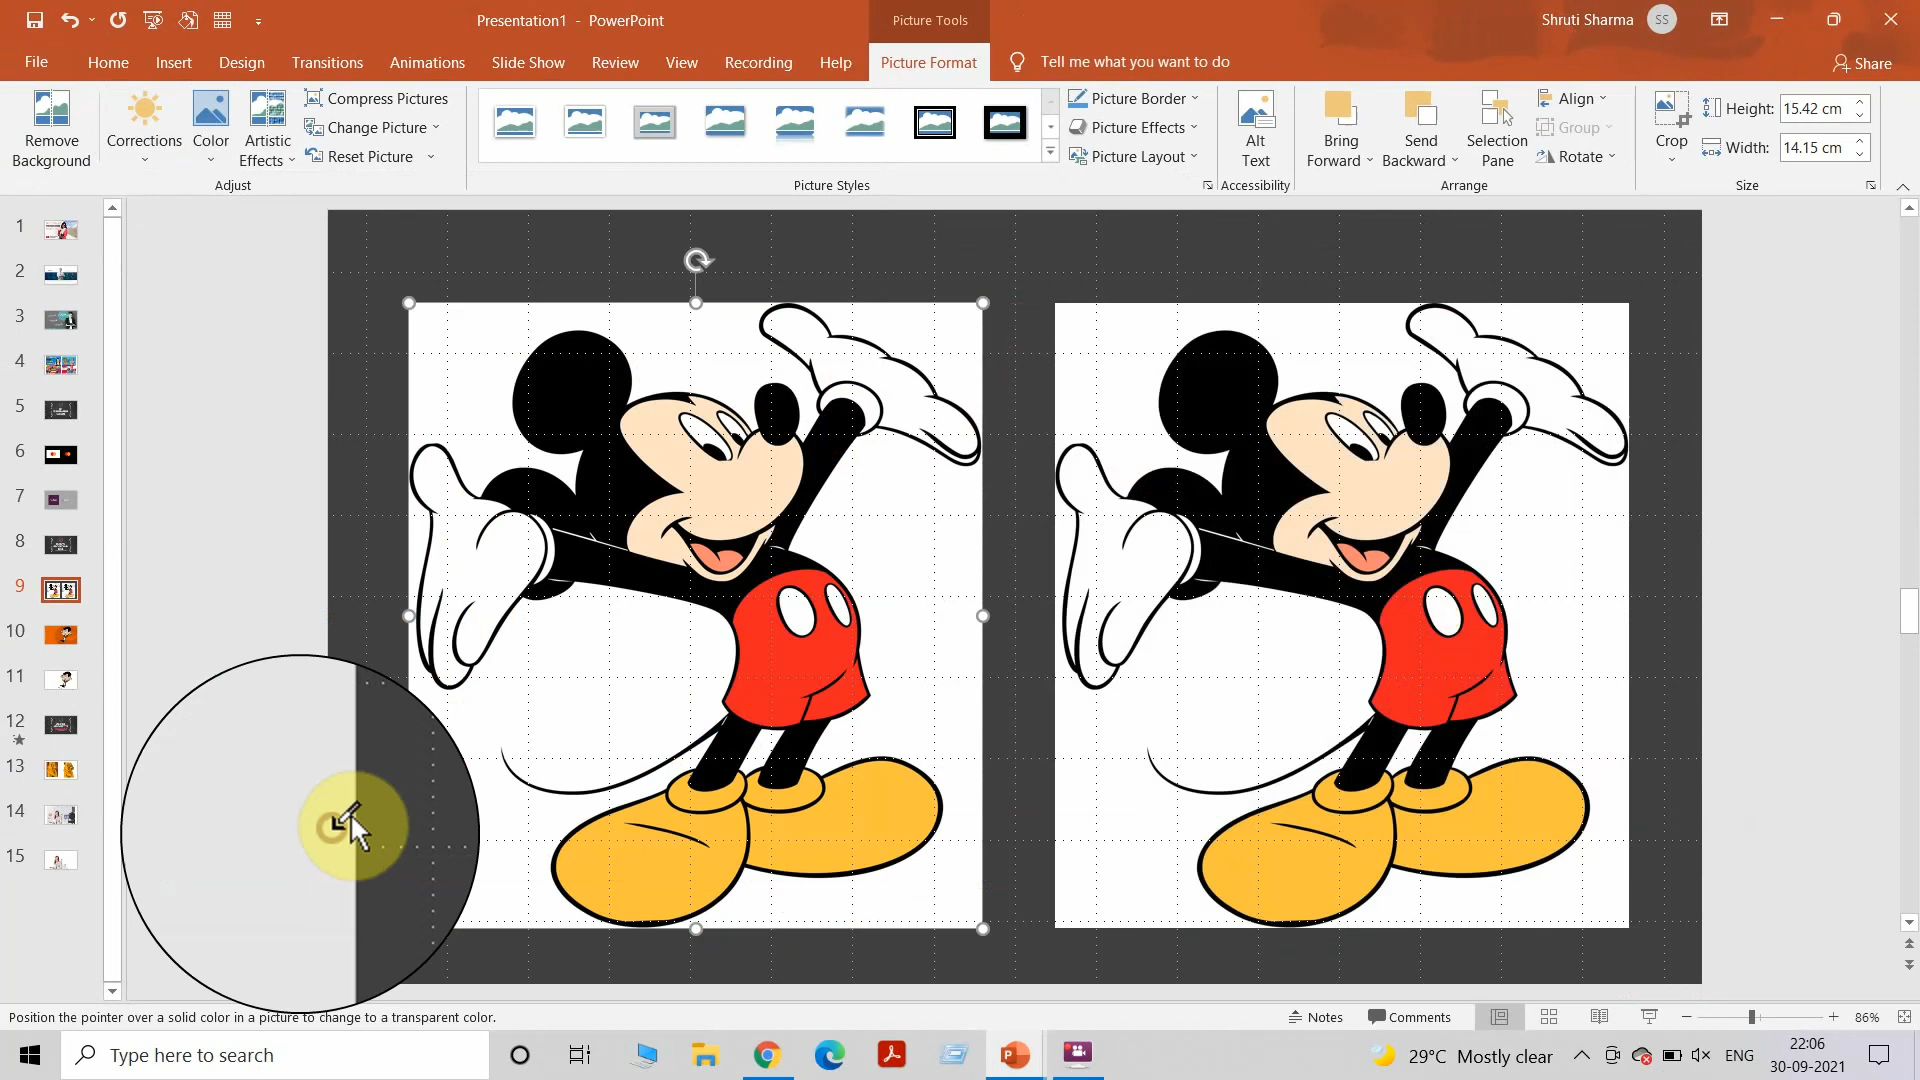 Presentation1 - PowerPoint
Picture Tools
Shruti Sharma
SS
File
Home
Insert
Design
Transitions
Animations
Slide Show
Review
View
Recording
Help
Picture Format
Tell me what you want to do
Share
Remove Background
Corrections
Color
Artistic Effects
Compress Pictures
Change Picture
Reset Picture
Adjust
Picture Styles
Picture Border
Picture Effects
Picture Layout
Alt Text
Accessibility
Bring Forward
Send Backward
Selection Pane
Align
Group
Rotate
Arrange
Crop
Height: 15.42 cm
Width: 14.15 cm
Size
1
2
3
4
5
6
7
8
9
10
11
12
13
14
15
Position the pointer over a solid color in a picture to change to a transparent color.
Notes
Comments
86%
Type here to search
29°C Mostly clear
ENG
22:06
30-09-2021